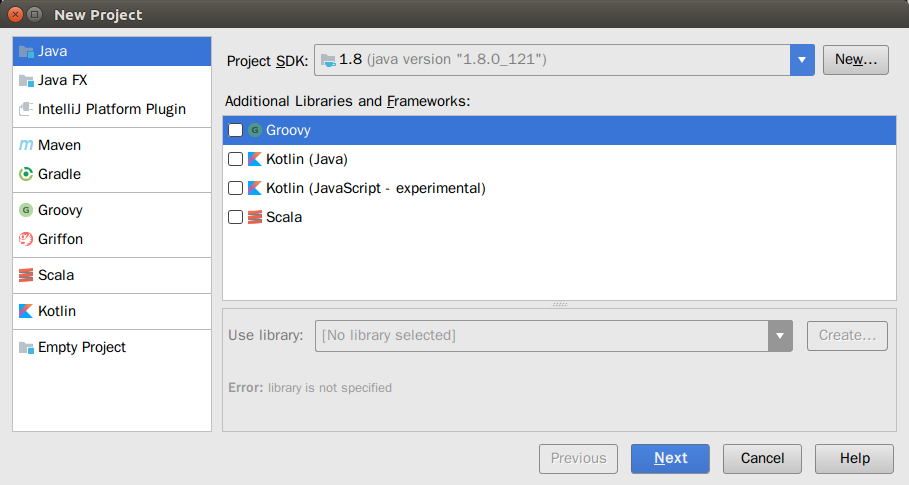 New Project
Java
Java FX
IntelliJ Platform Plugin
Maven
Gradle
Groovy
Griffon
Scala
Kotlin
Empty Project
Project SDK: 1.8 (java version "1.8.0_121") New...
Additional Libraries and Frameworks:
G Groovy
Kotlin (Java)
Kotlin (JavaScript - experimental)
Scala
Use library: [No library selected] Create...
Error: library is not specified
Previous Next Cancel Help